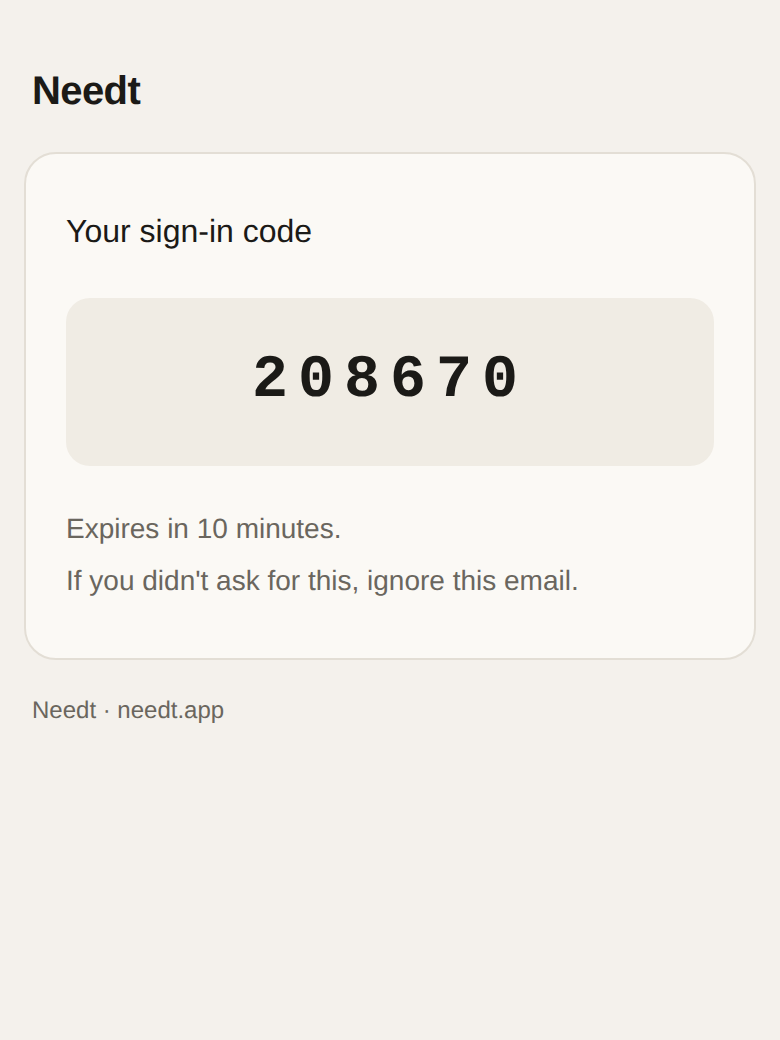 Needt
Your sign-in code
208670
Expires in 10 minutes.
If you didn't ask for this, ignore this email.
Needt · needt.app